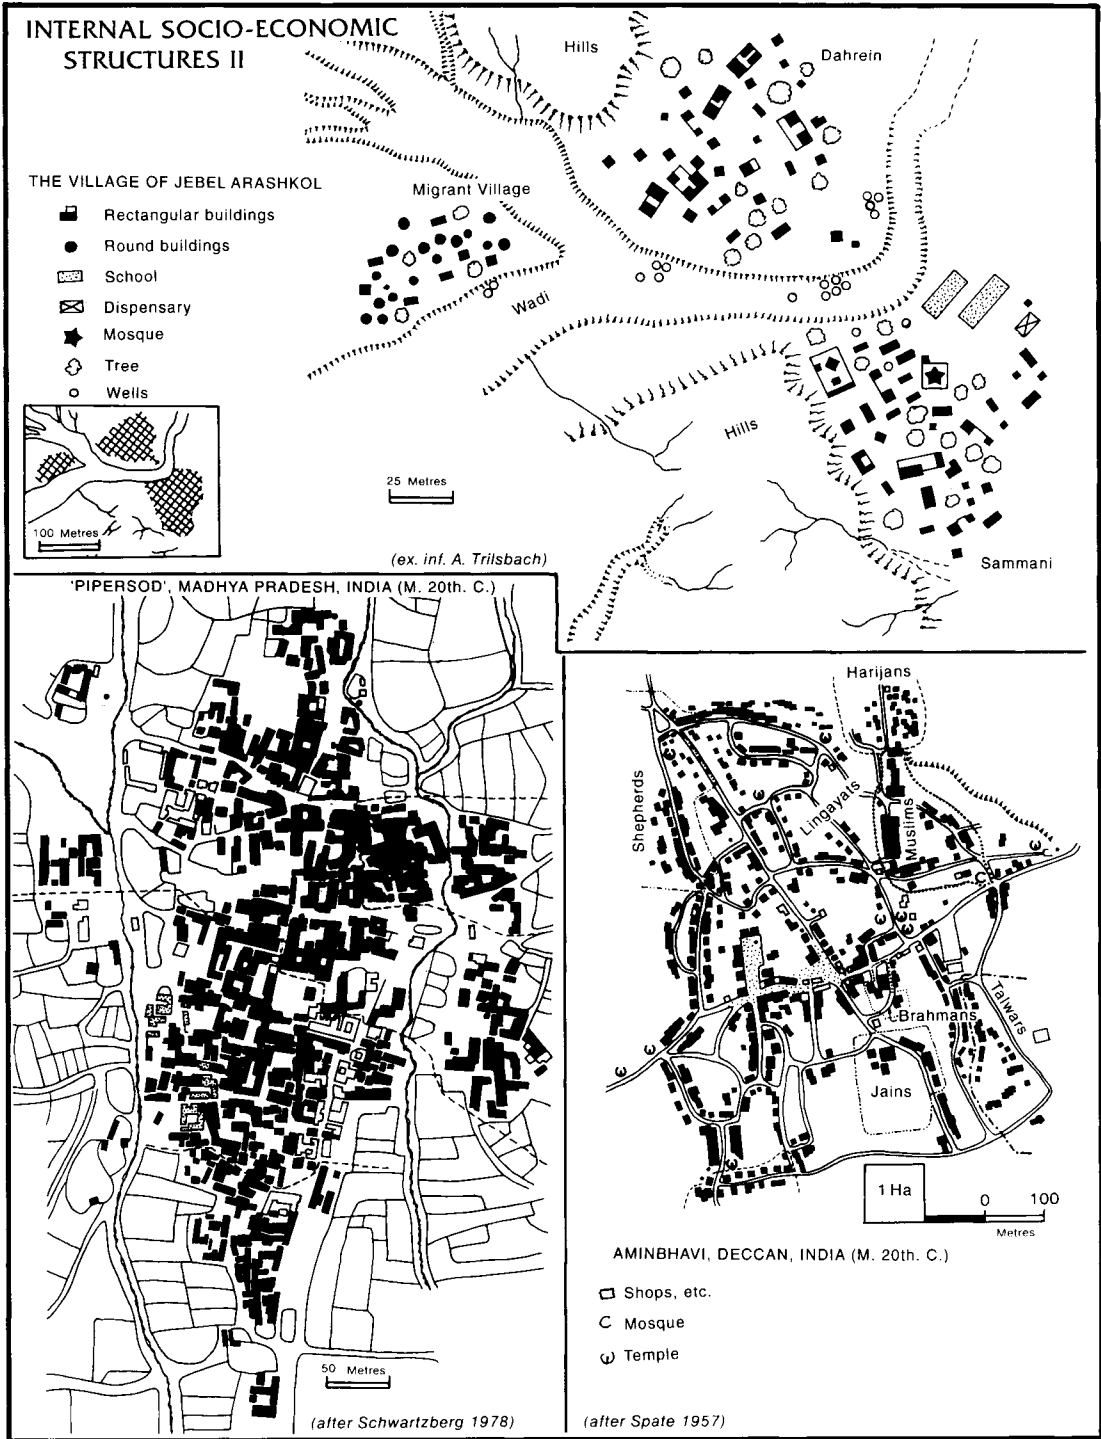 INTERNAL SOCIO-ECONOMIC
STRUCTURES II
Hills
Dahrein
THE VILLAGE OF JEBEL ARASHKOL
Rectangular buildings
Round buildings
School
Dispensary
Mosque
Tree
Wells
Migrant Village
Wadi
Hills
25 Metres
100 Metres
(ex. inf. A. Trilsbach)
Sammani
'PIPERSOD', MADHYA PRADESH, INDIA (M. 20th. C.)
50 Metres
(after Schwartzberg 1978)
Harijans
Shepherds
Lingayats
Muslims
Brahmans
Talwars
Jains
1 Ha
0 100
Metres
AMINBHAVI, DECCAN, INDIA (M. 20th. C.)
Shops, etc.
Mosque
Temple
(after Spate 1957)